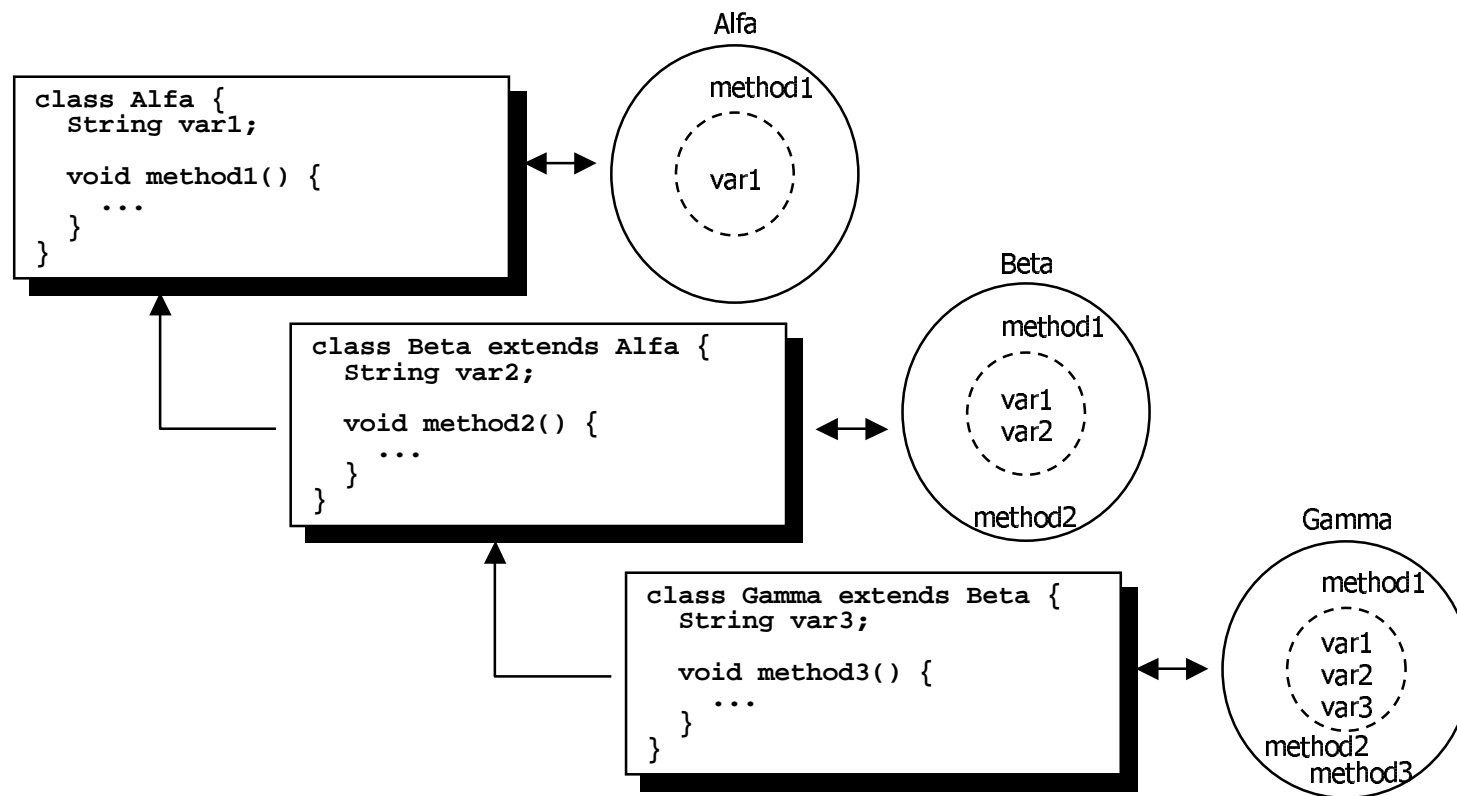 Alfa
class Alfa {
String var1;
void method1() {
...
}
}
method1
var1
Beta
class Beta extends Alfa {
String var2;
void method2() {
...
}
}
method1
var1
var2
method2
Gamma
class Gamma extends Beta {
String var3;
void method3() {
...
}
}
method1
var1
var2
var3
method2
method3